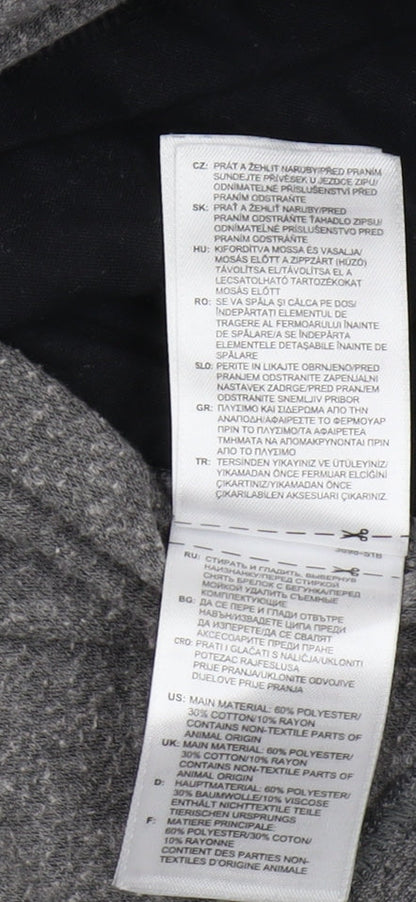 CZ: PRÁT A ŽEHLIT NARUBY/PŘED PRANÍM
SUNDEJTE PŘÍVĚSEK U JEZDCE ZIPU/
ODNÍMATELNÉ PŘÍSLUŠENSTVÍ PŘED
PRANÍM ODSTRAŇTE
SK: PRAŤ A ŽEHLIŤ NARUBY/PRED
PRANÍM ODSTRÁŇTE ŤAHADLO ZIPSU/
ODNÍMATEĽNÉ PRÍSLUŠENSTVO PRED
PRANÍM ODSTRÁŇTE
HU: KIFORDÍTVA MOSSA ÉS VASALJA/
MOSÁS ELŐTT A ZIPPZÁRT (HÚZÓ)
TÁVOLÍTSA EL/TÁVOLÍTSA EL A
LECSATOLHATÓ TARTOZÉKOKAT
MOSÁS ELŐTT
RO: SE VA SPĂLA ȘI CĂLCA PE DOS/
ÎNDEPĂRTAȚI ELEMENTUL DE
TRAGERE AL FERMOARULUI ÎNAINTE
DE SPĂLARE/A SE ÎNDEPĂRTA
ELEMENTELE DETAȘABILE ÎNAINTE DE
SPĂLARE
SLO: PERITE IN LIKAJTE OBRNJENO/PRED
PRANJEM ODSTRANITE ZAPENJALNI
NASTAVEK ZADRGE/PRED PRANJEM
ODSTRANITE SNEMLJIV PRIBOR
GR: ΠΛΥΣΙΜΟ ΚΑΙ ΣΙΔΕΡΩΜΑ ΑΠΟ ΤΗΝ
ΑΝΑΠΟΔΗ/ΑΦΑΙΡΕΣΤΕ ΤΟ ΦΕΡΜΟΥΑΡ
ΠΡΙΝ ΤΟ ΠΛΥΣΙΜΟ/ΤΑ ΑΦΑΙΡΕΤΕΑ
ΤΜΗΜΑΤΑ ΝΑ ΑΠΟΜΑΚΡΥΝΟΝΤΑΙ ΠΡΙΝ
ΑΠΟ ΤΟ ΠΛΥΣΙΜΟ
TR: TERSINDEN YIKAYINIZ VE ÜTÜLEYİNİZ/
YIKAMADAN ÖNCE FERMUAR ELCİĞİNİ
ÇIKARTINIZ/YIKAMADAN ÖNCE
ÇIKARILABİLEN AKSESUARI ÇIKARINIZ.
RU: СТИРАТЬ И ГЛАДИТЬ, ВЫВЕРНУВ
НАИЗНАНКУ/ПЕРЕД СТИРКОЙ
СНЯТЬ БРЕЛОК С БЕГУНКА/ПЕРЕД
МОЙКОЙ УДАЛИТЬ СЪЕМНЫЕ
КОМПЛЕКТУЮЩИЕ
BG: ДА СЕ ПЕРЕ И ГЛАДИ ОТВЪТРЕ
НАВЪН/ИЗВАДЕТЕ ЦИПА ПРЕДИ
ДА ИЗПЕРЕТЕ/ДА СЕ СВАЛЯТ
АКСЕСОАРИТЕ ПРЕДИ ПРАНЕ
CRO: PRATI I GLAČATI S NALIČJA/UKLONITI
POTEZAČ RAJFESLUSA
PRIJE PRANJA/UKLONITE ODVOJIVE
DIJELOVE PRIJE PRANJA
US: MAIN MATERIAL: 60% POLYESTER/
30% COTTON/10% RAYON
CONTAINS NON-TEXTILE PARTS OF
ANIMAL ORIGIN
UK: MAIN MATERIAL: 60% POLYESTER/
30% COTTON/10% RAYON
CONTAINS NON-TEXTILE PARTS OF
ANIMAL ORIGIN
D: HAUPTMATERIAL: 60% POLYESTER/
30% BAUMWOLLE/10% VISCOSE
ENTHÄLT NICHTTEXTILE TEILE
TIERISCHEN URSPRUNGS
F: MATIERE PRINCIPALE:
60% POLYESTER/30% COTON/
10% RAYONNE
CONTIENT DES PARTIES NON-
TEXTILES D'ORIGINE ANIMALE